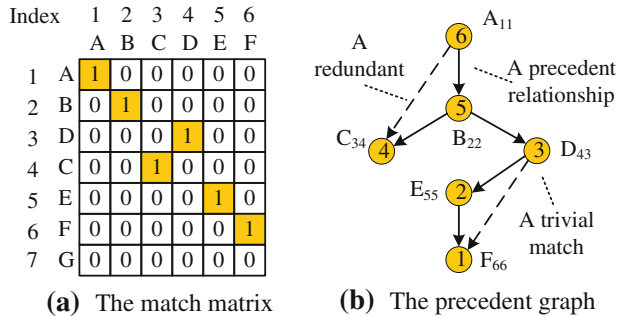 Index 1 2 3 4 5 6
A B C D E F
1 A 1 0 0 0 0 0
2 B 0 1 0 0 0 0
3 D 0 0 0 1 0 0
4 C 0 0 1 0 0 0
5 E 0 0 0 0 1 0
6 F 0 0 0 0 0 1
7 G 0 0 0 0 0 0
(a) The match matrix
6 A11
A redundant
A precedent relationship
5 B22
C34 4
3 D43
E55 2
A trivial match
1 F66
(b) The precedent graph